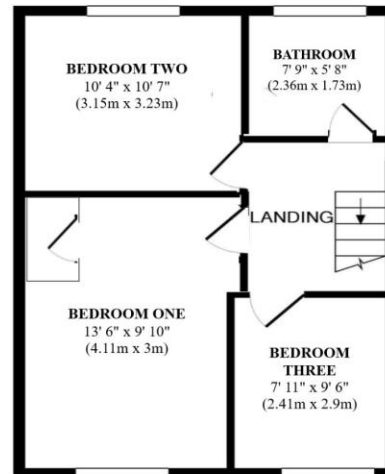 BEDROOM TWO
10' 4" x 10' 7"
(3.15m x 3.23m)
BATHROOM
7' 9" x 5' 8"
(2.36m x 1.73m)
LANDING
BEDROOM ONE
13' 6" x 9' 10"
(4.11m x 3m)
BEDROOM
THREE
7' 11" x 9' 6"
(2.41m x 2.9m)